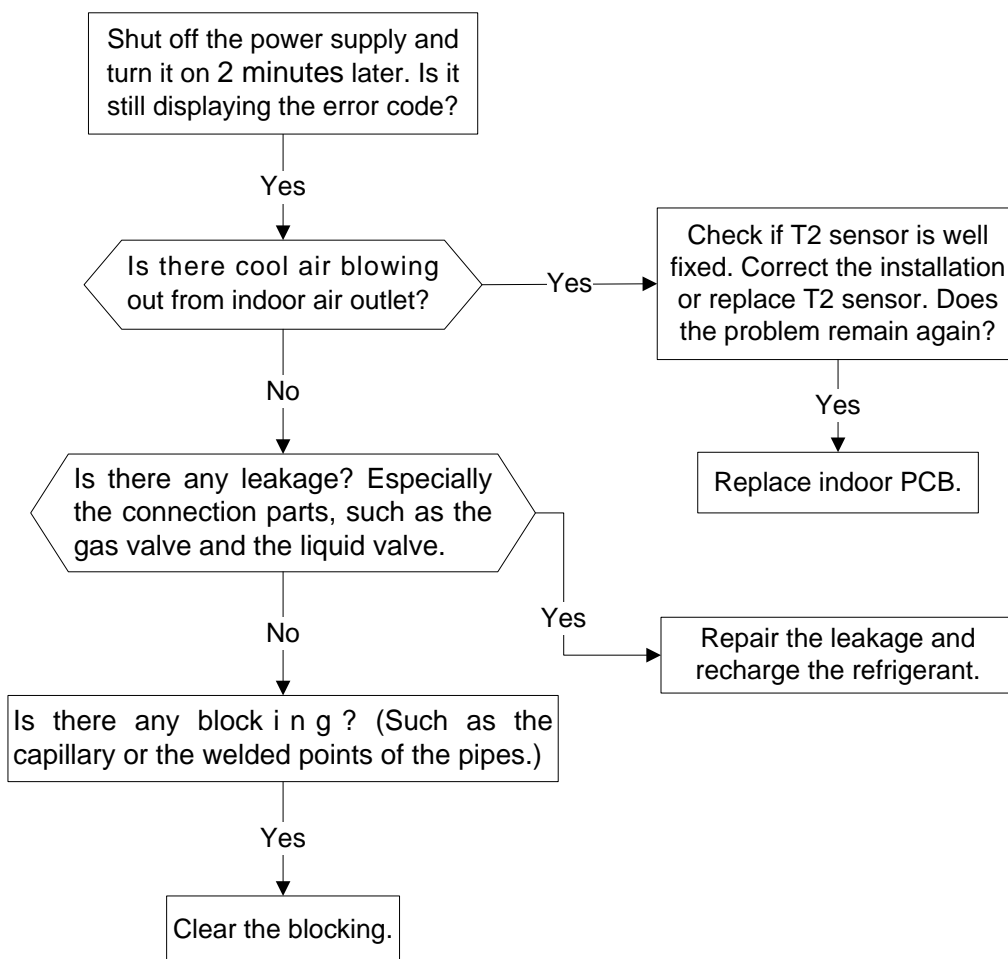 Shut off the power supply and
turn it on 2 minutes later. Is it
still displaying the error code?
Yes
Is there cool air blowing
out from indoor air outlet?
Yes
Check if T2 sensor is well
fixed. Correct the installation
or replace T2 sensor. Does
the problem remain again?
Yes
Replace indoor PCB.
No
Is there any leakage? Especially
the connection parts, such as the
gas valve and the liquid valve.
Yes
Repair the leakage and
recharge the refrigerant.
No
Is there any blocking? (Such as the
capillary or the welded points of the pipes.)
Yes
Clear the blocking.